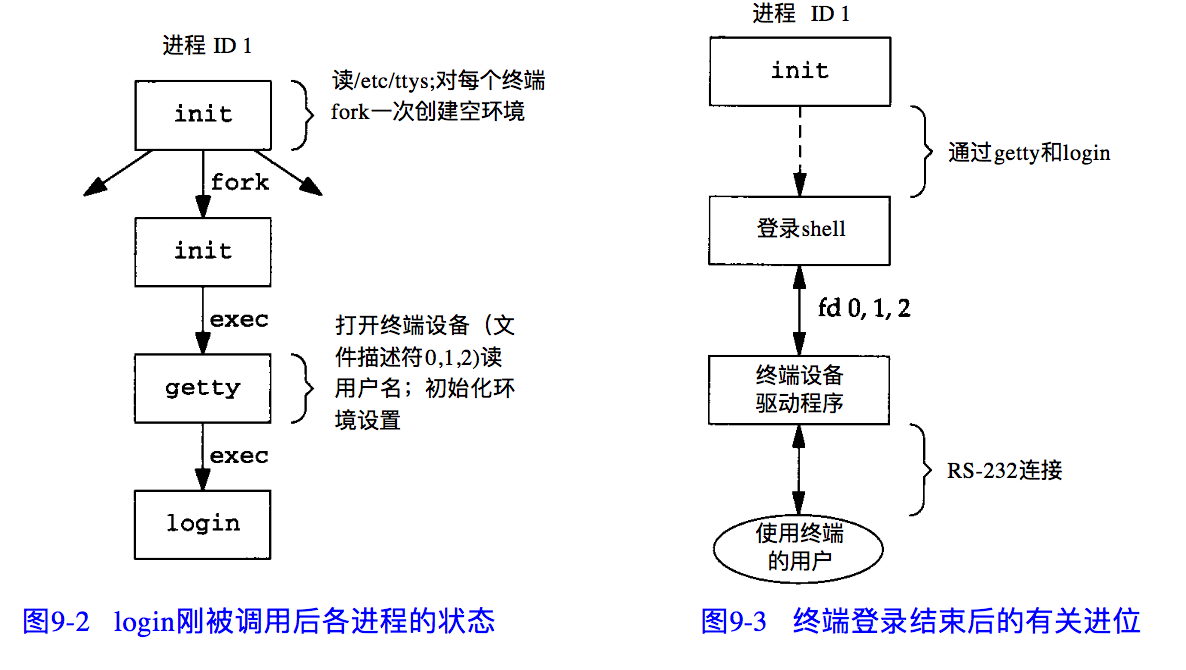 进程 ID 1
init
读/etc/ttys;对每个终端
fork一次创建空环境
fork
init
exec
打开终端设备（文
件描述符0,1,2)读
用户名；初始化环
境设置
getty
exec
login
图9-2 login刚被调用后各进程的状态
进程 ID 1
init
通过getty和login
登录shell
fd 0, 1, 2
终端设备
驱动程序
RS-232连接
使用终端
的用户
图9-3 终端登录结束后的有关进位